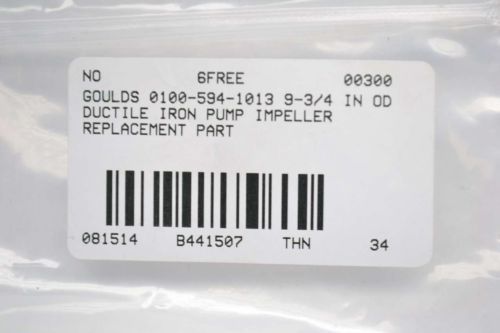 NO 6FREE 00300
GOULDS 0100-594-1013 9-3/4 IN OD
DUCTILE IRON PUMP IMPELLER
REPLACEMENT PART
081514 B441507 THN 34